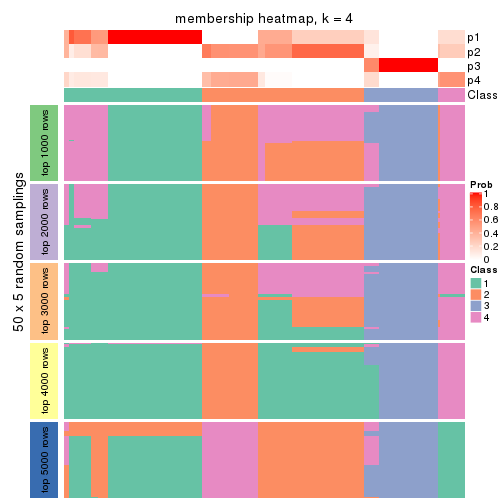 membership heatmap, k = 4
p1
p2
p3
p4
Class
50 x 5 random samplings
top 1000 rows
top 2000 rows
top 3000 rows
top 4000 rows
top 5000 rows
Prob
1
0.8
0.6
0.4
0.2
0
Class
1
2
3
4